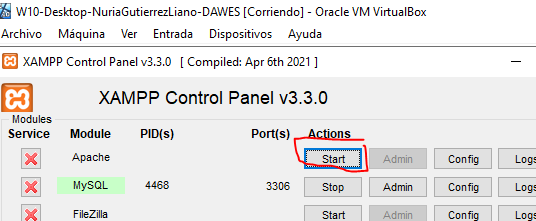 W10-Desktop-NuriaGutierrezLiano-DAWES [Corriendo] - Oracle VM VirtualBox
Archivo Máquina Ver Entrada Dispositivos Ayuda
XAMPP Control Panel v3.3.0 [ Compiled: Apr 6th 2021 ]
XAMPP Control Panel v3.3.0
Modules
Service Module PID(s) Port(s) Actions
Apache Start Admin Config Logs
MySQL 4468 3306 Stop Admin Config Logs
FileZilla Start Admin Config Logs